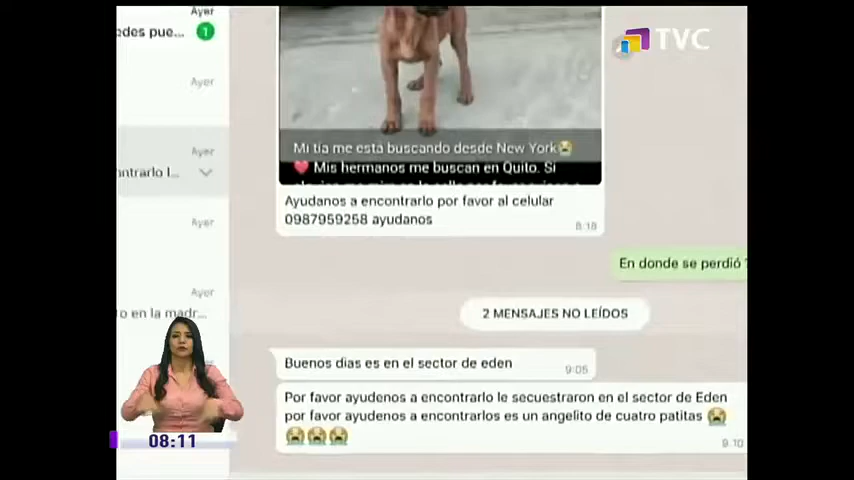 Ayer
edes pue...
1
TVC
Ayer
Mi tía me está buscando desde New York😭
Ayer
❤️ Mis hermanos me buscan en Quito. Si
ntrarlo l...
Ayudanos a encontrarlo por favor al celular
0987959258 ayudanos
8:18
Ayer
En donde se perdió ?
Ayer
o en la madr...
2 MENSAJES NO LEÍDOS
Buenos dias es en el sector de eden
9:05
Por favor ayudenos a encontrarlo le secuestraron en el sector de Eden
por favor ayudenos a encontrarlos es un angelito de cuatro patitas 😭
😭😭😭
9:10
08:11